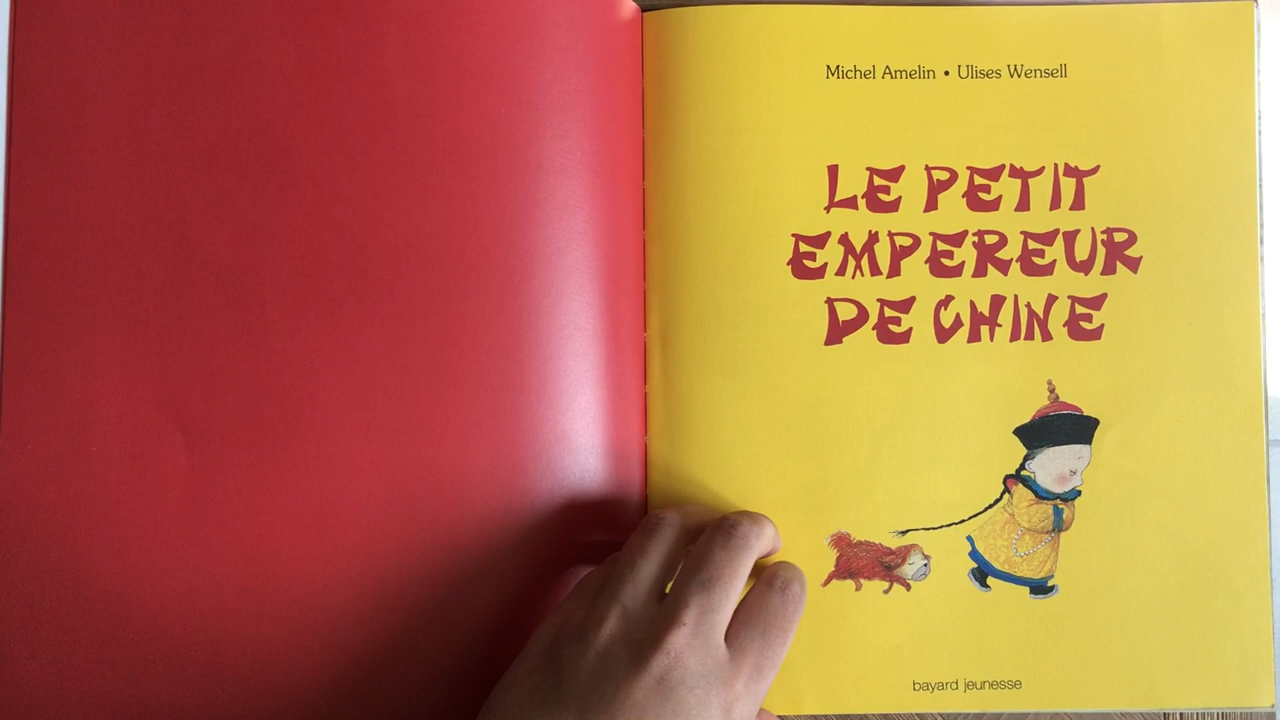 Michel Amelin • Ulises Wensell
LE PETIT
EMPEREUR
DE CHINE
bayard jeunesse